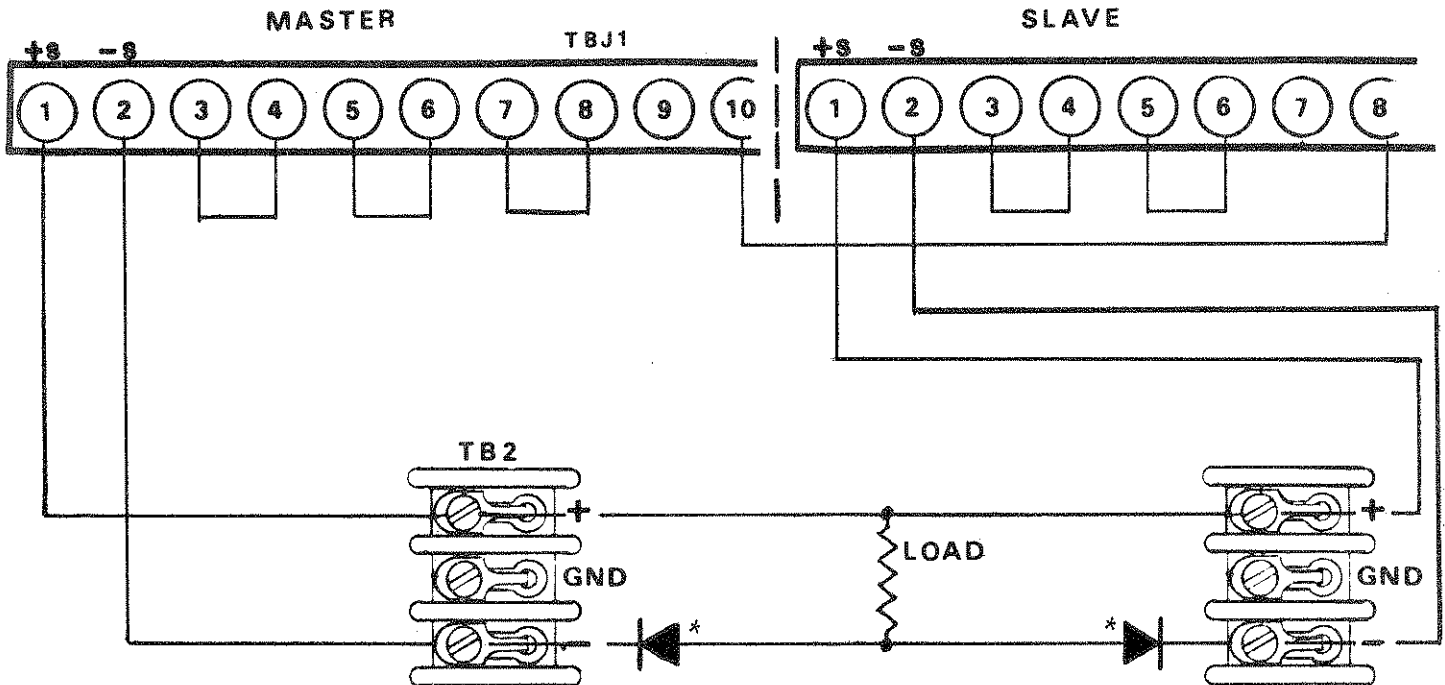 MASTER
SLAVE
+s -s TBJ1
+s -s
1 2 3 4 5 6 7 8 9 10
1 2 3 4 5 6 7 8
TB2
+
+
LOAD
GND
GND
- * * -